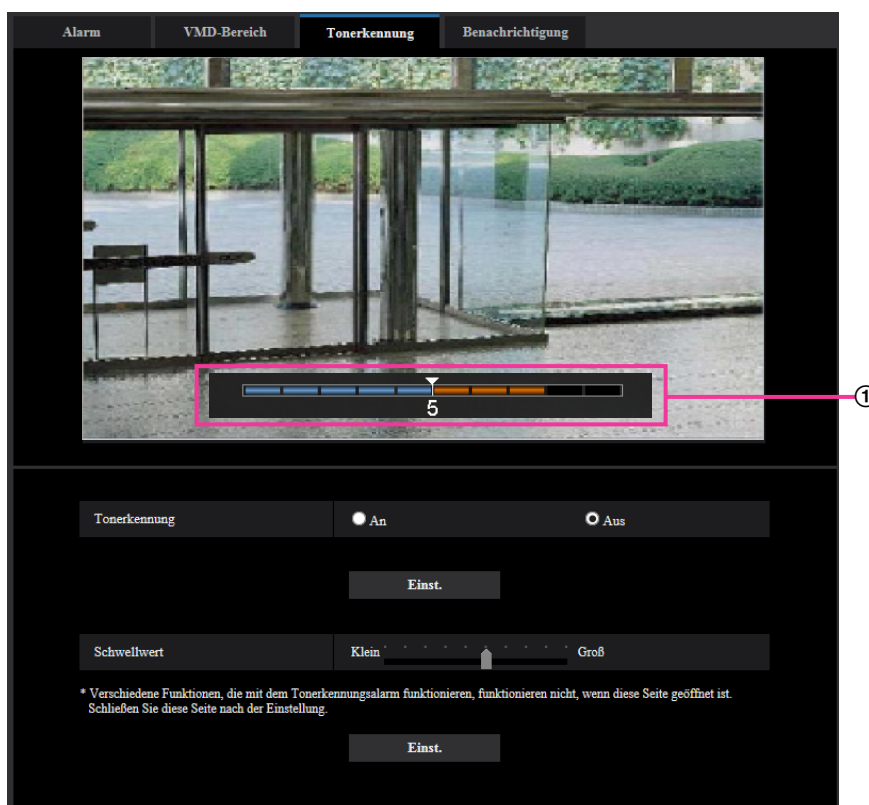 Alarm VMD-Bereich Tonerkennung Benachrichtigung
5
①
Tonerkennung An Aus
Einst.
Schwellwert Klein Groß
* Verschiedene Funktionen, die mit dem Tonerkennungsalarm funktionieren, funktionieren nicht, wenn diese Seite geöffnet ist.
Schließen Sie diese Seite nach der Einstellung.
Einst.